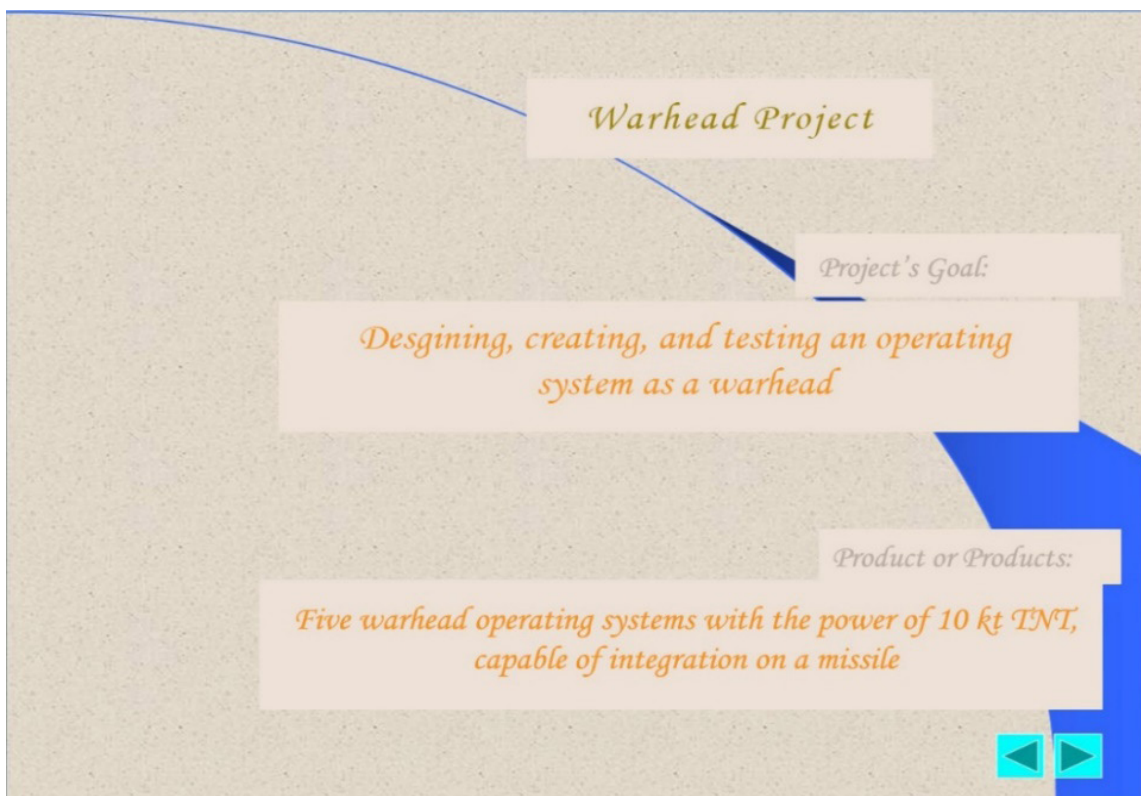 Warhead Project
Project's Goal:
Desgining, creating, and testing an operating
system as a warhead
Product or Products:
Five warhead operating systems with the power of 10 kt TNT,
capable of integration on a missile